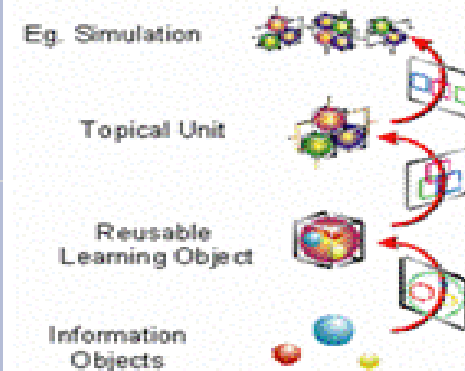 Eg. Simulation
Topical Unit
Reusable
Learning Object
Information
Objects